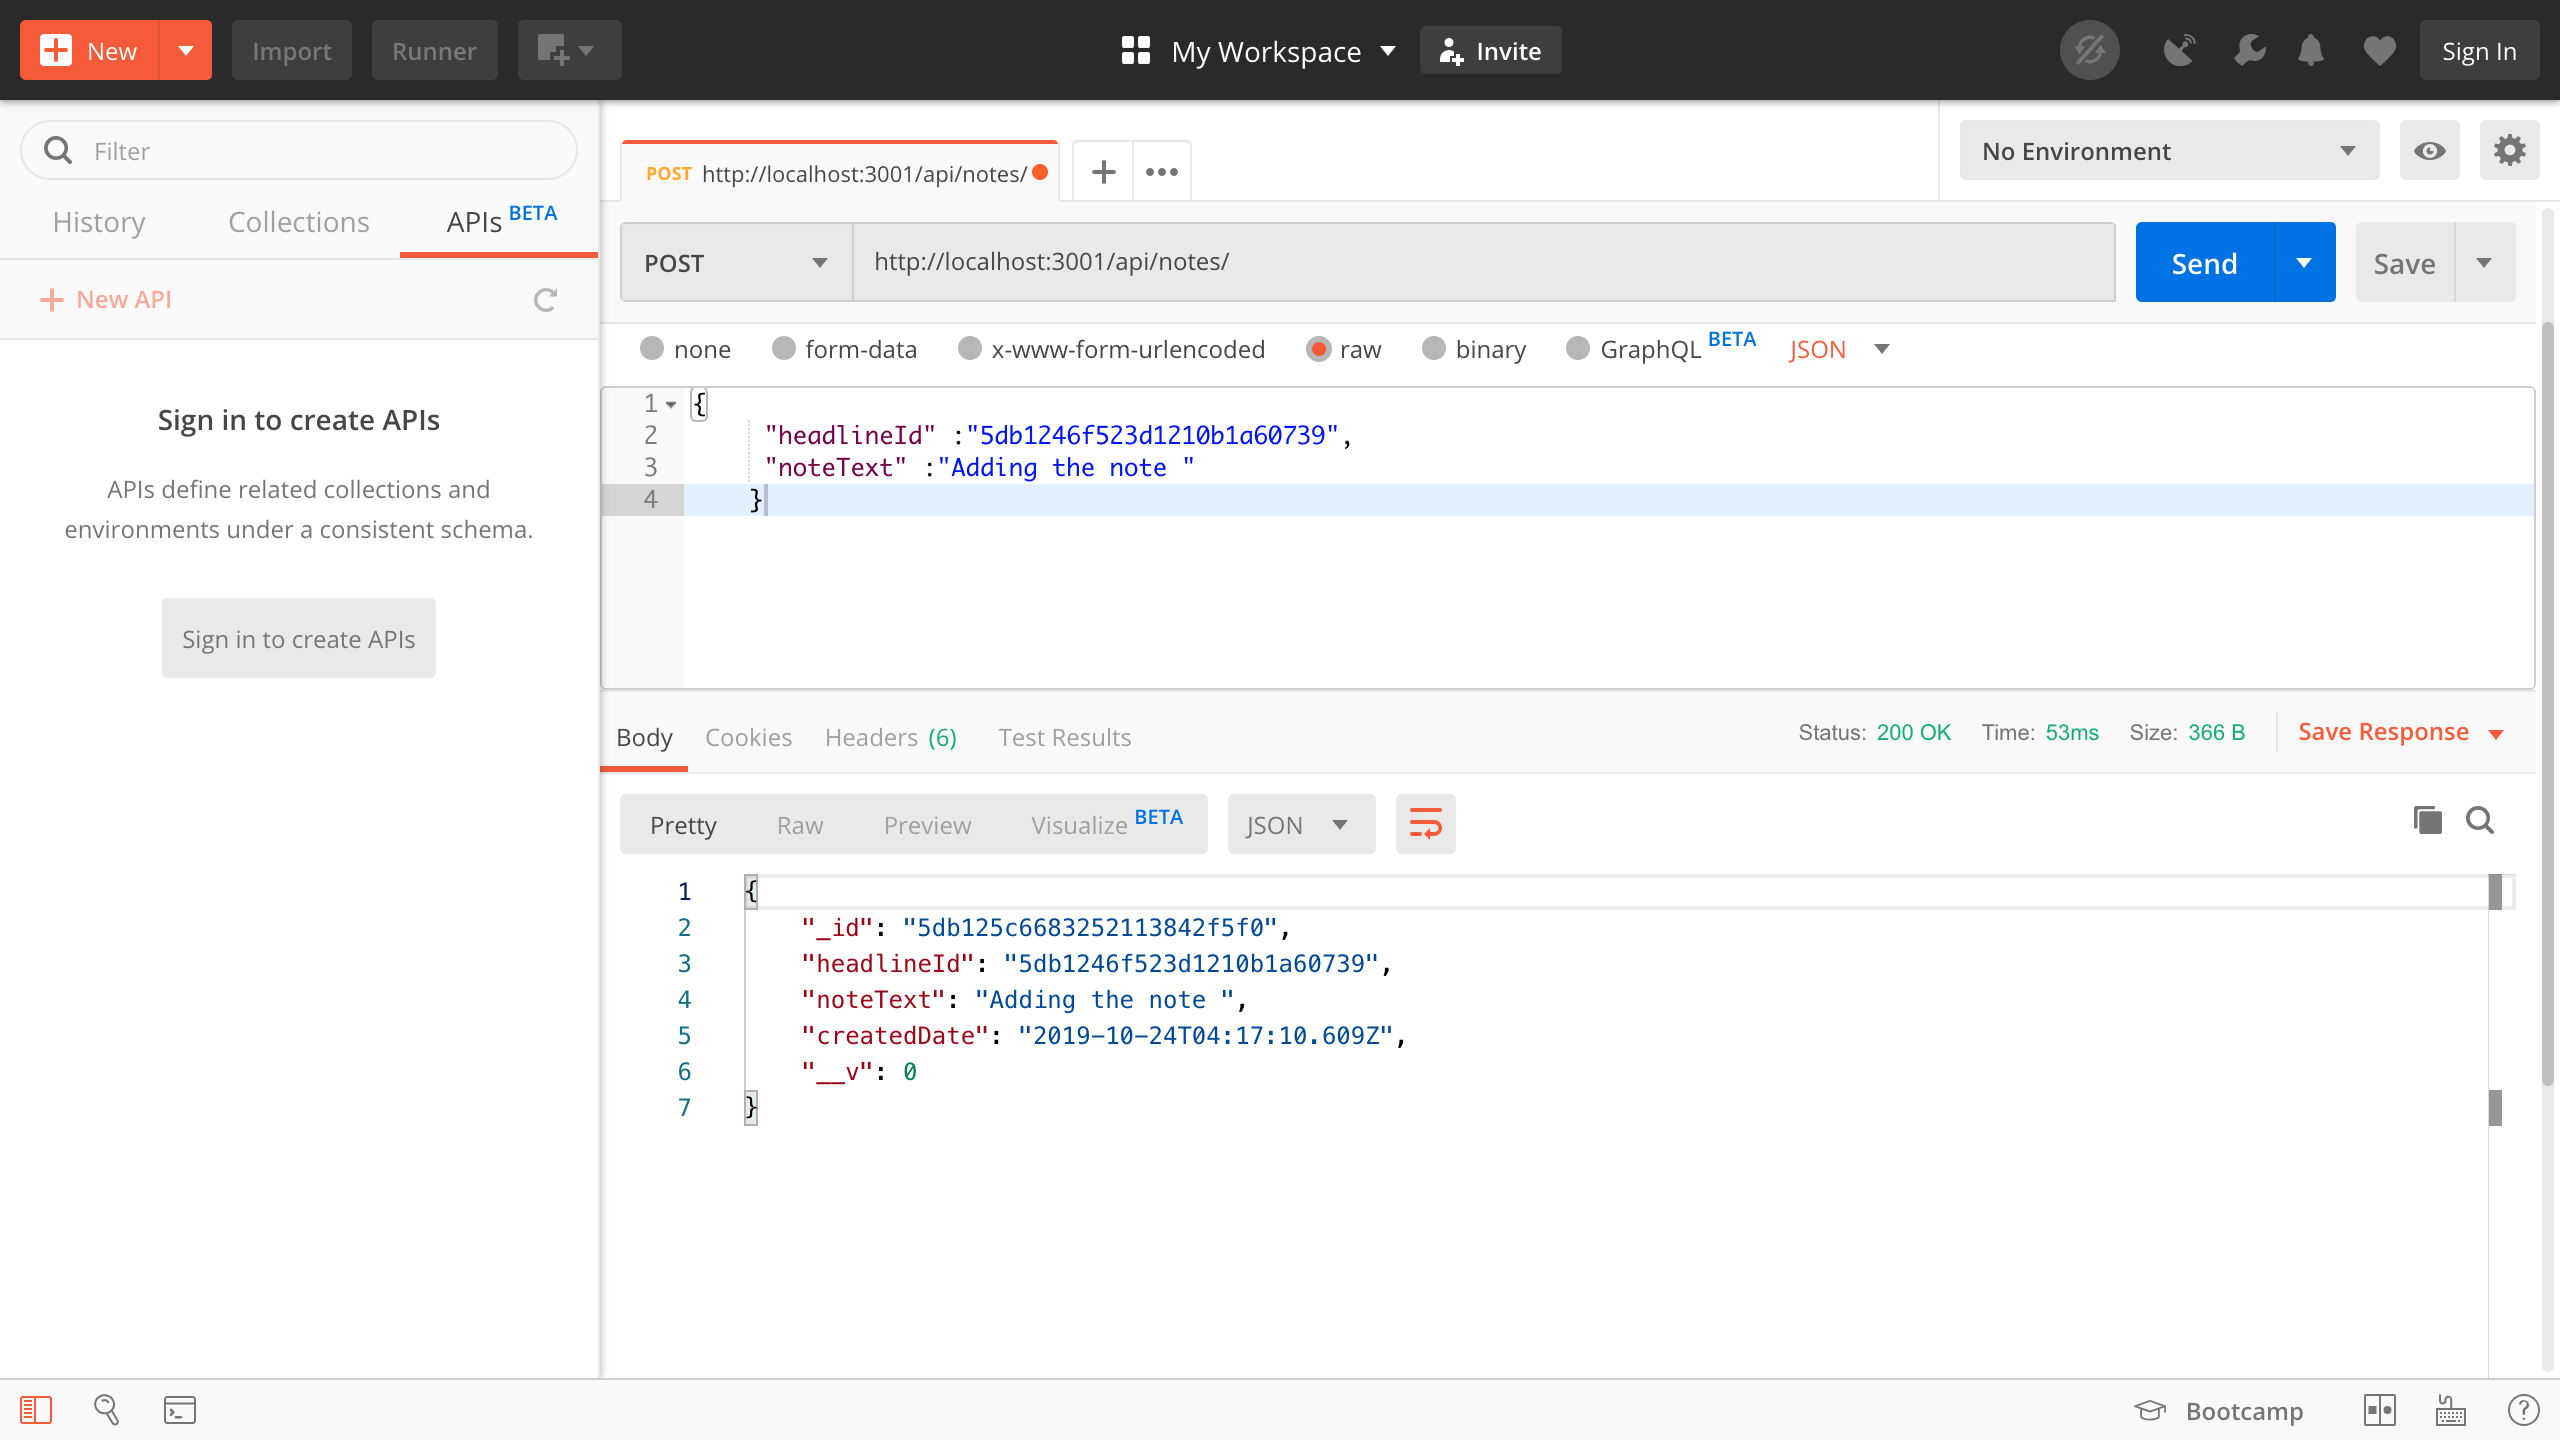 New
Import
Runner
My Workspace
Invite
Sign In
Filter
History
Collections
APIs BETA
New API
Sign in to create APIs
APIs define related collections and
environments under a consistent schema.
Sign in to create APIs
POST http://localhost:3001/api/notes/
No Environment
POST
http://localhost:3001/api/notes/
Send
Save
none
form-data
x-www-form-urlencoded
raw
binary
GraphQL BETA
JSON
1 {
2 "headlineId" :"5db1246f523d1210b1a60739",
3 "noteText" :"Adding the note "
4 }
Body
Cookies
Headers (6)
Test Results
Status: 200 OK
Time: 53ms
Size: 366 B
Save Response
Pretty
Raw
Preview
Visualize BETA
JSON
1 {
2 "_id": "5db125c6683252113842f5f0",
3 "headlineId": "5db1246f523d1210b1a60739",
4 "noteText": "Adding the note ",
5 "createdDate": "2019-10-24T04:17:10.609Z",
6 "__v": 0
7 }
Bootcamp